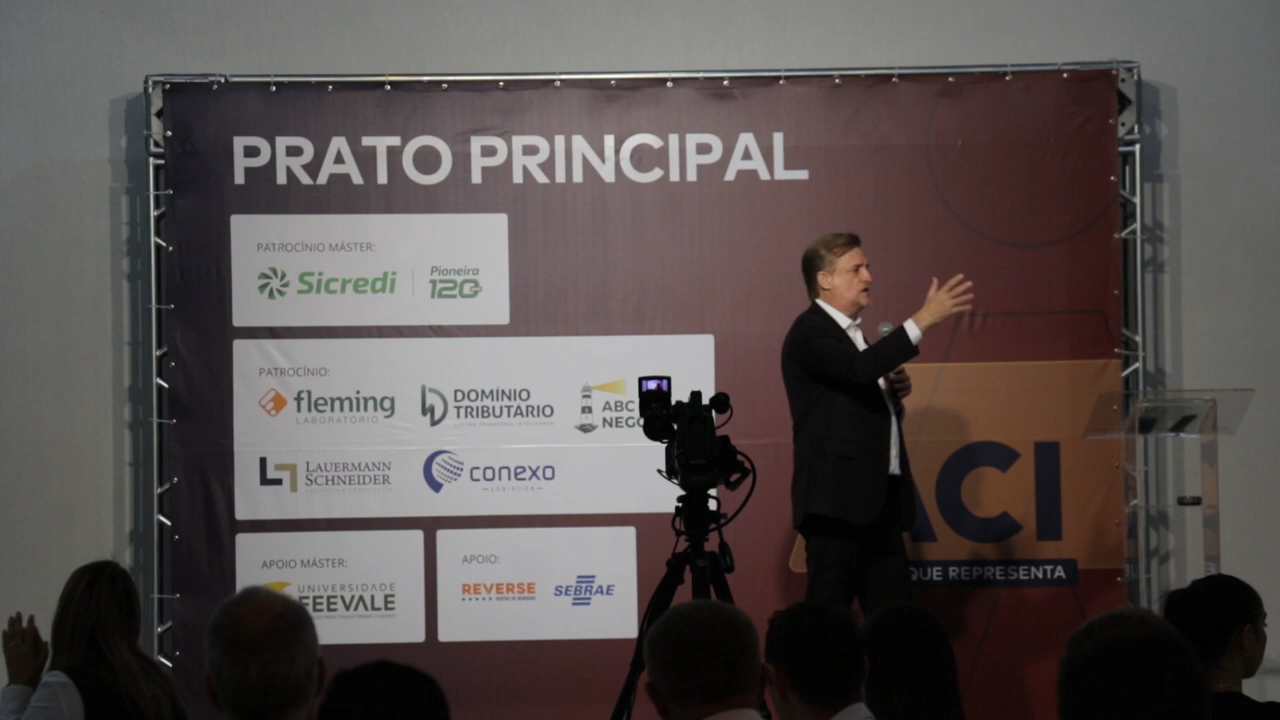 PRATO PRINCIPAL
PATROCÍNIO MÁSTER:
Sicredi
Pioneira
120
PATROCÍNIO:
fleming
LABORATÓRIO
DOMÍNIO
TRIBUTÁRIO
ABC
LAUERMANN
SCHNEIDER
conexo
LOGISTICS
APOIO MÁSTER:
UNIVERSIDADE
FEEVALE
APOIO:
REVERSE
SEBRAE
ACI
QUE REPRESENTA